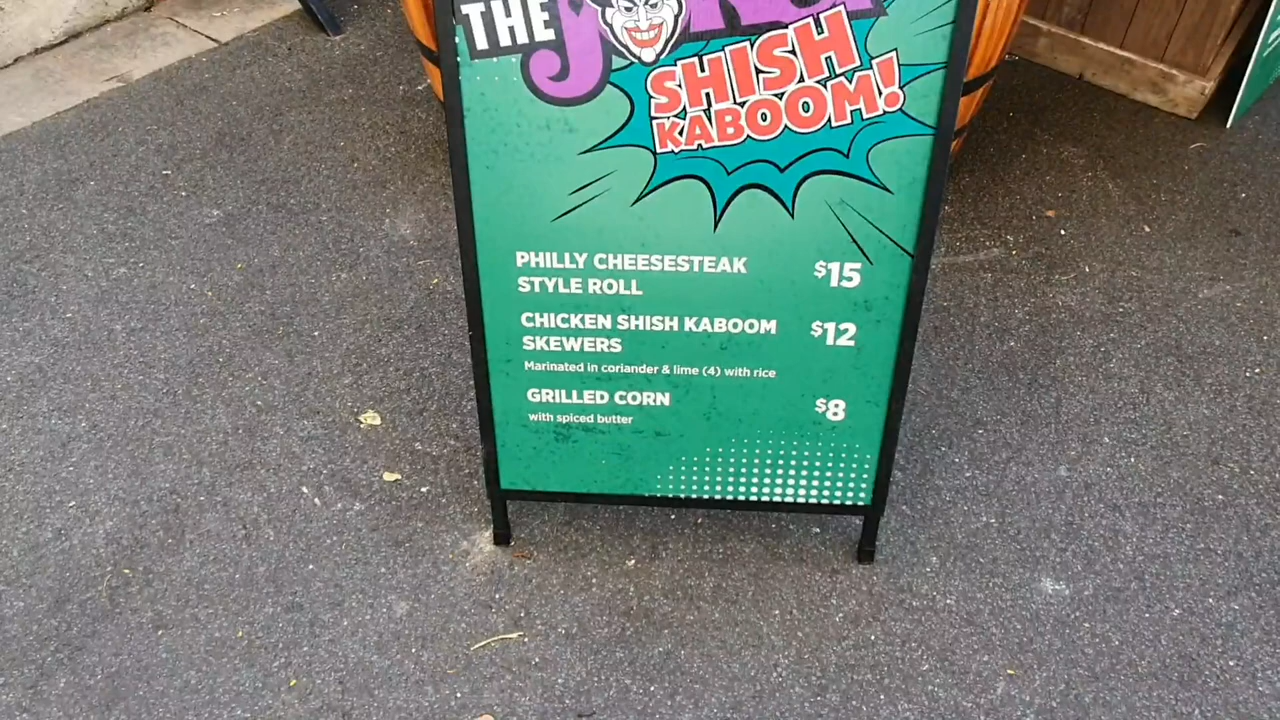 THE
SHISH
KABOOM!
PHILLY CHEESESTEAK
STYLE ROLL
$15
CHICKEN SHISH KABOOM
SKEWERS
$12
Marinated in coriander & lime (4) with rice
GRILLED CORN
$8
with spiced butter